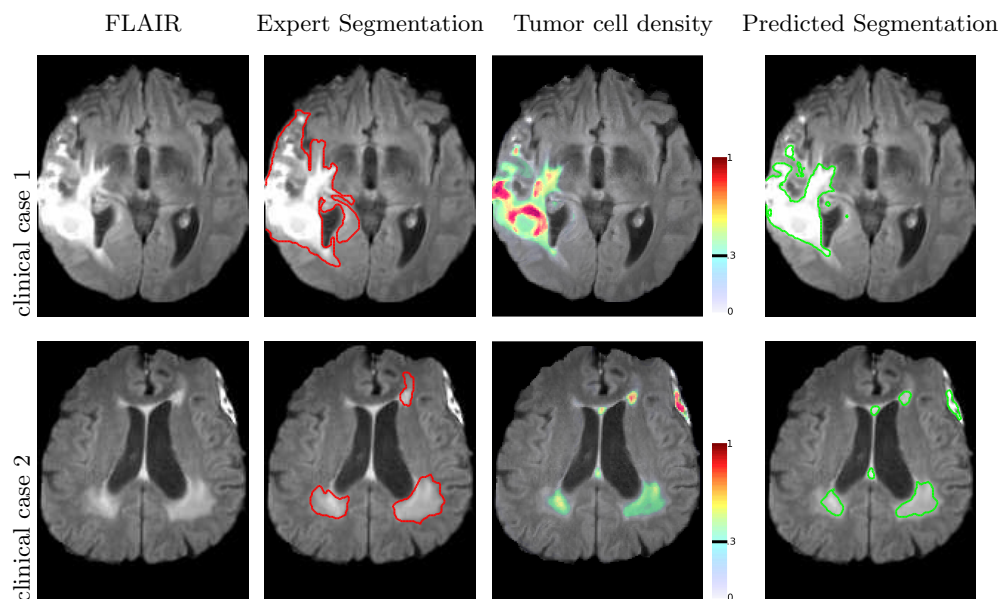 FLAIR
Expert Segmentation
Tumor cell density
Predicted Segmentation
clinical case 1
1
.3
0
clinical case 2
1
.3
0